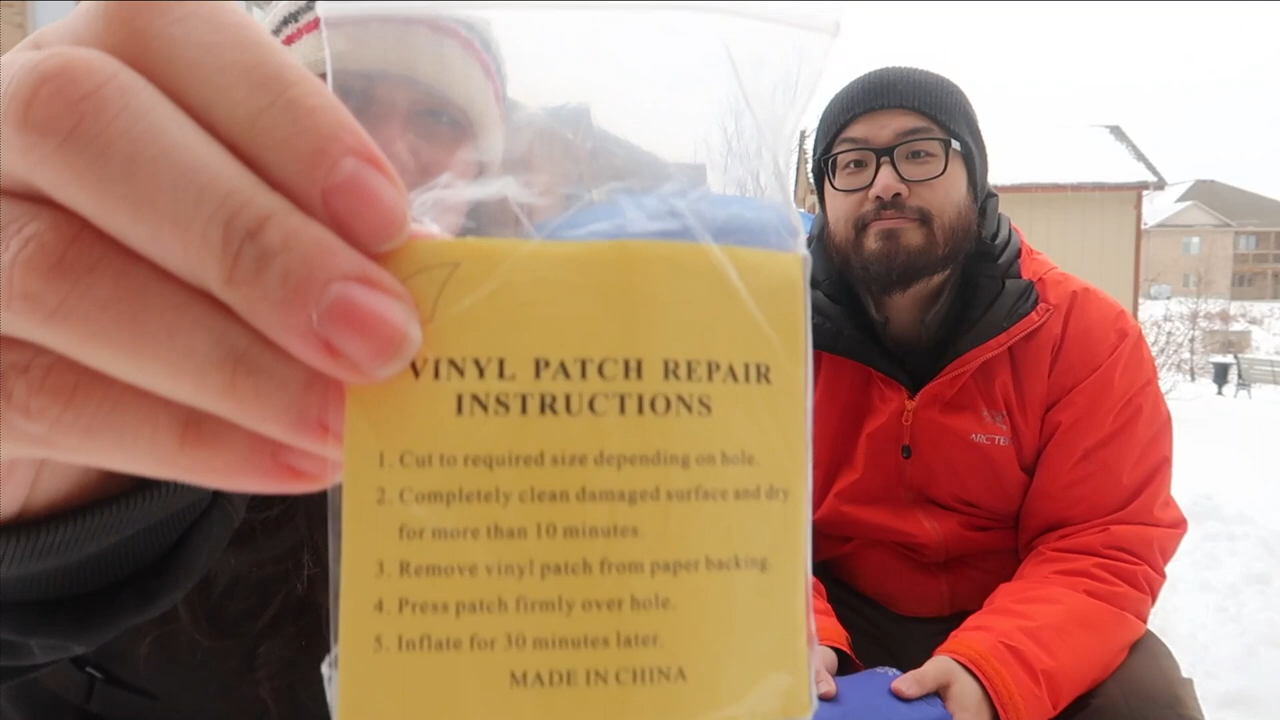 VINYL PATCH REPAIR
INSTRUCTIONS
1. Cut to required size depending on hole.
2. Completely clean damaged surface and dry
for more than 10 minutes.
3. Remove vinyl patch from paper backing.
4. Press patch firmly over hole.
5. Inflate for 30 minutes later.
MADE IN CHINA
ARC'TE